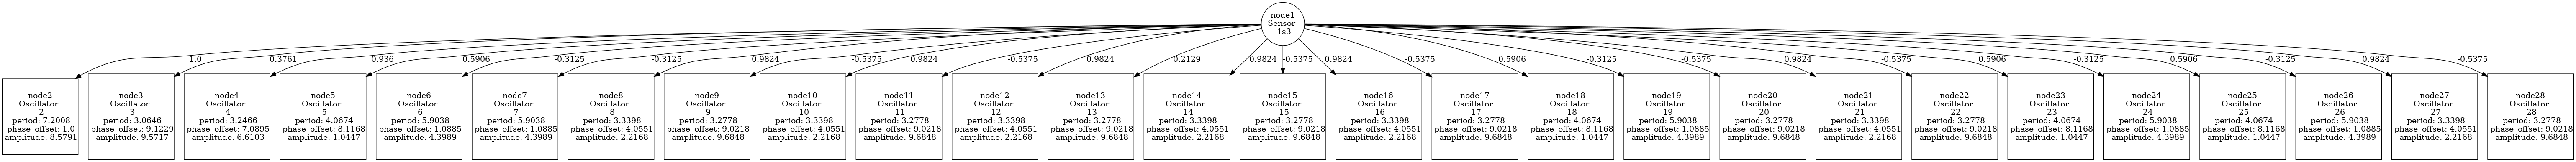 node1
Sensor
1s3
1.0
0.3761
0.936
0.5906
-0.3125
-0.3125
0.9824
-0.5375
0.9824
-0.5375
0.9824
0.2129
0.9824
-0.5375
0.9824
-0.5375
0.5906
-0.3125
-0.5375
0.9824
-0.5375
0.5906
-0.3125
0.5906
-0.3125
0.9824
-0.5375
node2
Oscillator
2
period: 7.2008
phase_offset: 1.0
amplitude: 8.5791
node3
Oscillator
3
period: 3.0646
phase_offset: 9.1229
amplitude: 9.5717
node4
Oscillator
4
period: 3.2466
phase_offset: 7.0895
amplitude: 6.6103
node5
Oscillator
5
period: 4.0674
phase_offset: 8.1168
amplitude: 1.0447
node6
Oscillator
6
period: 5.9038
phase_offset: 1.0885
amplitude: 4.3989
node7
Oscillator
7
period: 5.9038
phase_offset: 1.0885
amplitude: 4.3989
node8
Oscillator
8
period: 3.3398
phase_offset: 4.0551
amplitude: 2.2168
node9
Oscillator
9
period: 3.2778
phase_offset: 9.0218
amplitude: 9.6848
node10
Oscillator
10
period: 3.3398
phase_offset: 4.0551
amplitude: 2.2168
node11
Oscillator
11
period: 3.2778
phase_offset: 9.0218
amplitude: 9.6848
node12
Oscillator
12
period: 3.3398
phase_offset: 4.0551
amplitude: 2.2168
node13
Oscillator
13
period: 3.2778
phase_offset: 9.0218
amplitude: 9.6848
node14
Oscillator
14
period: 3.3398
phase_offset: 4.0551
amplitude: 2.2168
node15
Oscillator
15
period: 3.2778
phase_offset: 9.0218
amplitude: 9.6848
node16
Oscillator
16
period: 3.3398
phase_offset: 4.0551
amplitude: 2.2168
node17
Oscillator
17
period: 3.2778
phase_offset: 9.0218
amplitude: 9.6848
node18
Oscillator
18
period: 4.0674
phase_offset: 8.1168
amplitude: 1.0447
node19
Oscillator
19
period: 5.9038
phase_offset: 1.0885
amplitude: 4.3989
node20
Oscillator
20
period: 3.2778
phase_offset: 9.0218
amplitude: 9.6848
node21
Oscillator
21
period: 3.3398
phase_offset: 4.0551
amplitude: 2.2168
node22
Oscillator
22
period: 3.2778
phase_offset: 9.0218
amplitude: 9.6848
node23
Oscillator
23
period: 4.0674
phase_offset: 8.1168
amplitude: 1.0447
node24
Oscillator
24
period: 5.9038
phase_offset: 1.0885
amplitude: 4.3989
node25
Oscillator
25
period: 4.0674
phase_offset: 8.1168
amplitude: 1.0447
node26
Oscillator
26
period: 5.9038
phase_offset: 1.0885
amplitude: 4.3989
node27
Oscillator
27
period: 3.3398
phase_offset: 4.0551
amplitude: 2.2168
node28
Oscillator
28
period: 3.2778
phase_offset: 9.0218
amplitude: 9.6848